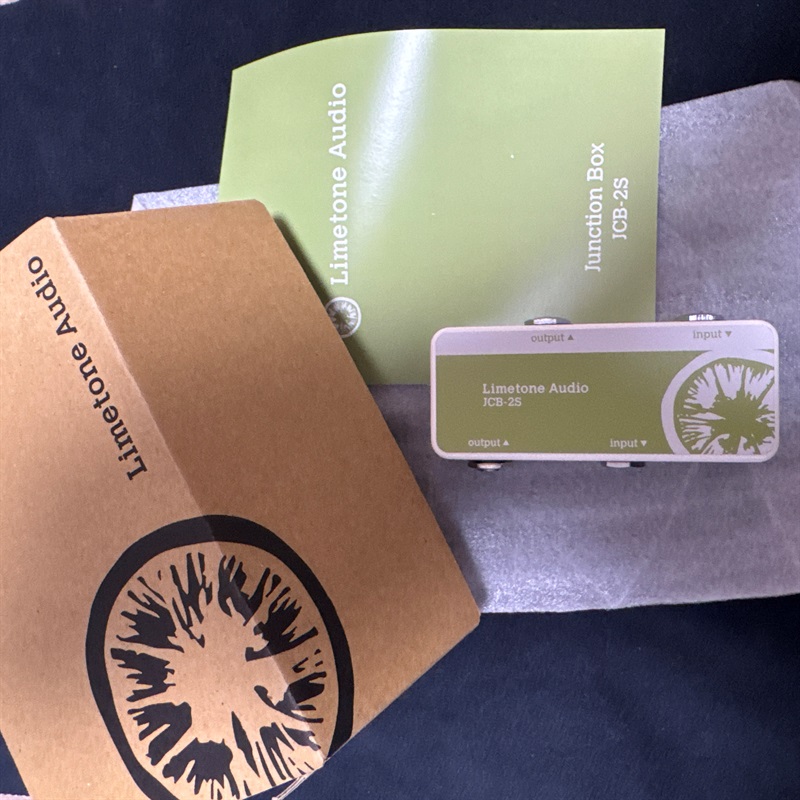 Limetone Audio
Junction Box
JCB-2S
Limetone Audio
output ▲
input ▼
Limetone Audio
JCB-2S
output ▲
input ▼